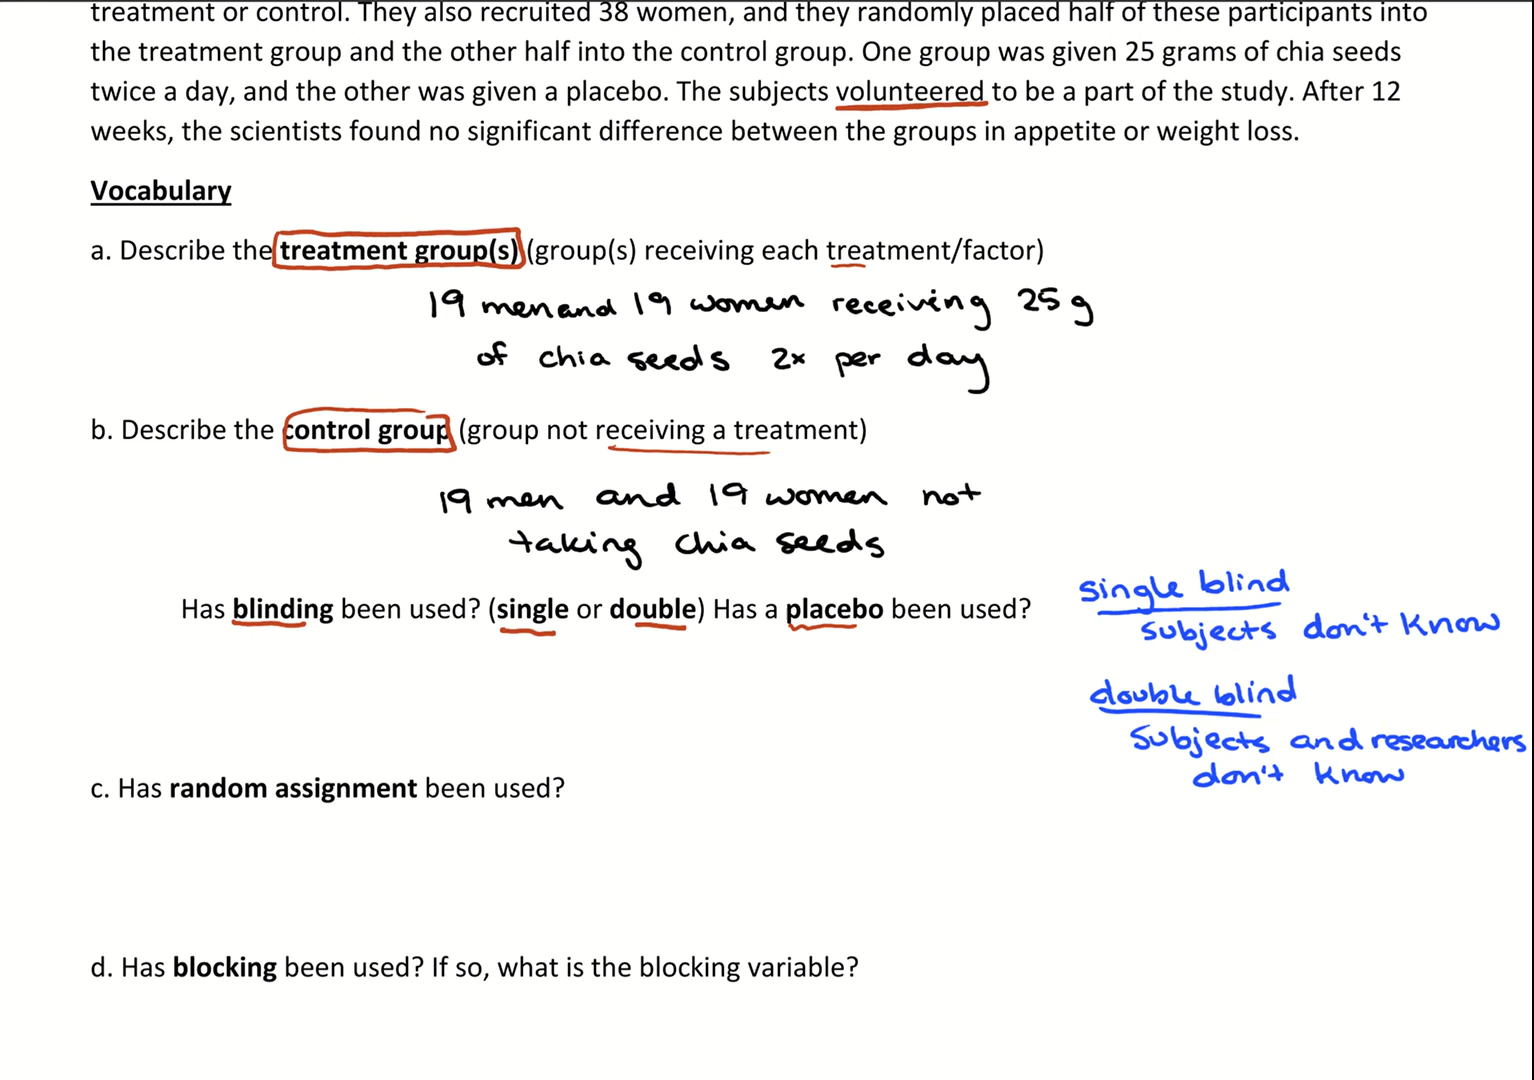 treatment or control. They also recruited 38 women, and they randomly placed half of these participants into
the treatment group and the other half into the control group. One group was given 25 grams of chia seeds
twice a day, and the other was given a placebo. The subjects volunteered to be a part of the study. After 12
weeks, the scientists found no significant difference between the groups in appetite or weight loss.
Vocabulary
a. Describe the treatment group(s) (group(s) receiving each treatment/factor)
19 men and 19 women receiving 25 g
of chia seeds 2x per day
b. Describe the control group (group not receiving a treatment)
19 men and 19 women not
taking chia seeds
Has blinding been used? (single or double) Has a placebo been used?
single blind
subjects don't know
double blind
subjects and researchers
don't know
c. Has random assignment been used?
d. Has blocking been used? If so, what is the blocking variable?